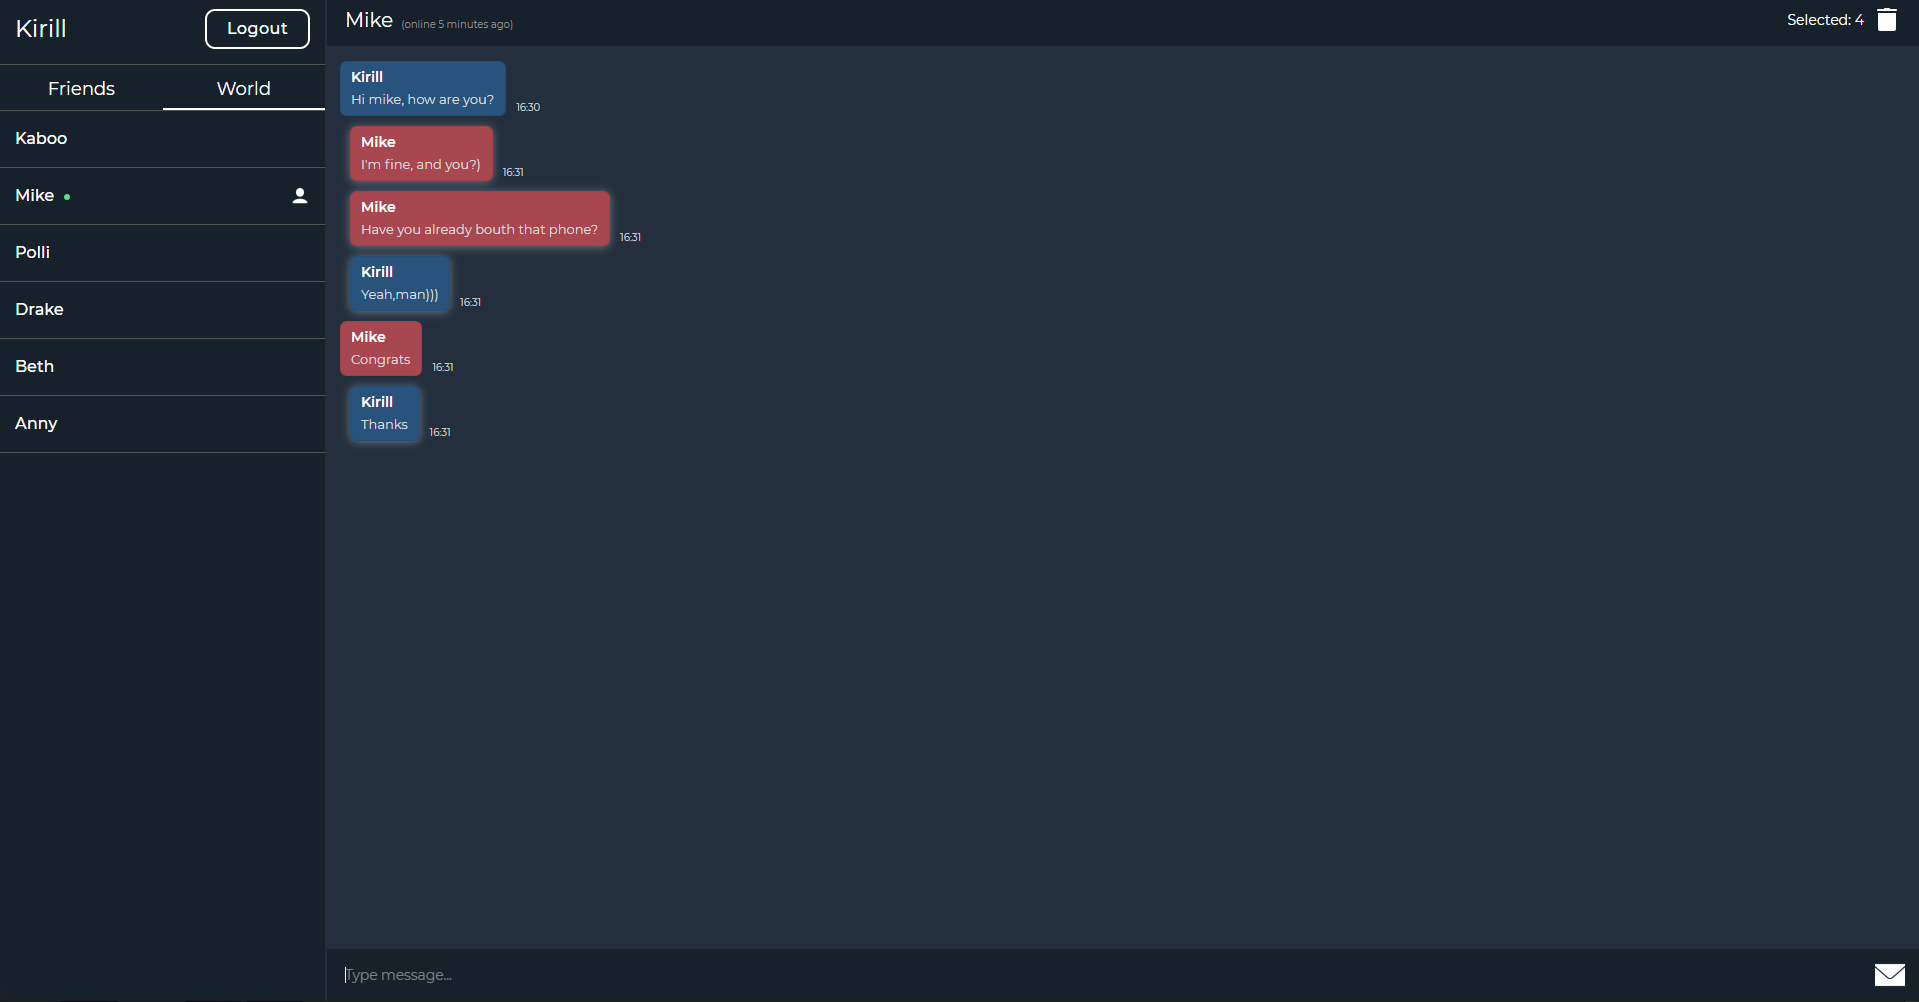 Kirill
Logout
Friends
World
Kaboo
Mike
Polli
Drake
Beth
Anny
Mike (online 5 minutes ago)
Selected: 4
Kirill
Hi mike, how are you?
16:30
Mike
I'm fine, and you?)
16:31
Mike
Have you already bouth that phone?
16:31
Kirill
Yeah,man)))
16:31
Mike
Congrats
16:31
Kirill
Thanks
16:31
Type message...